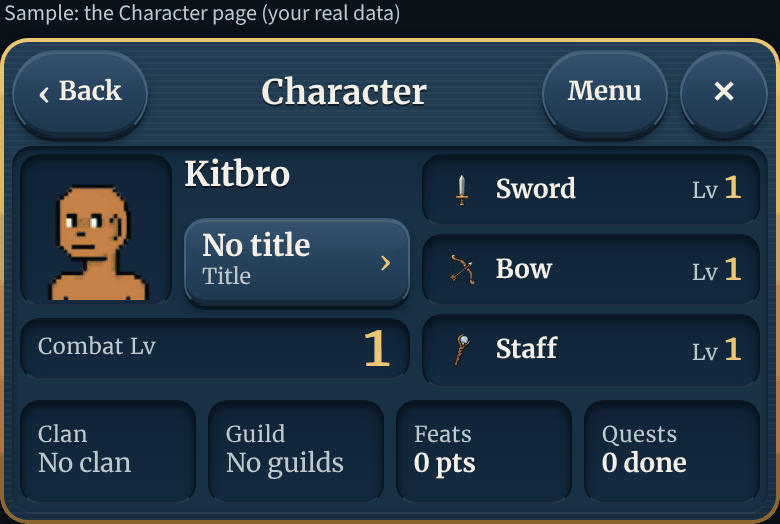 Sample: the Character page (your real data)
‹ Back
Character
Menu
×
Kitbro
No title
Title
›
Combat Lv 1
Sword Lv 1
Bow Lv 1
Staff Lv 1
Clan
No clan
Guild
No guilds
Feats
0 pts
Quests
0 done